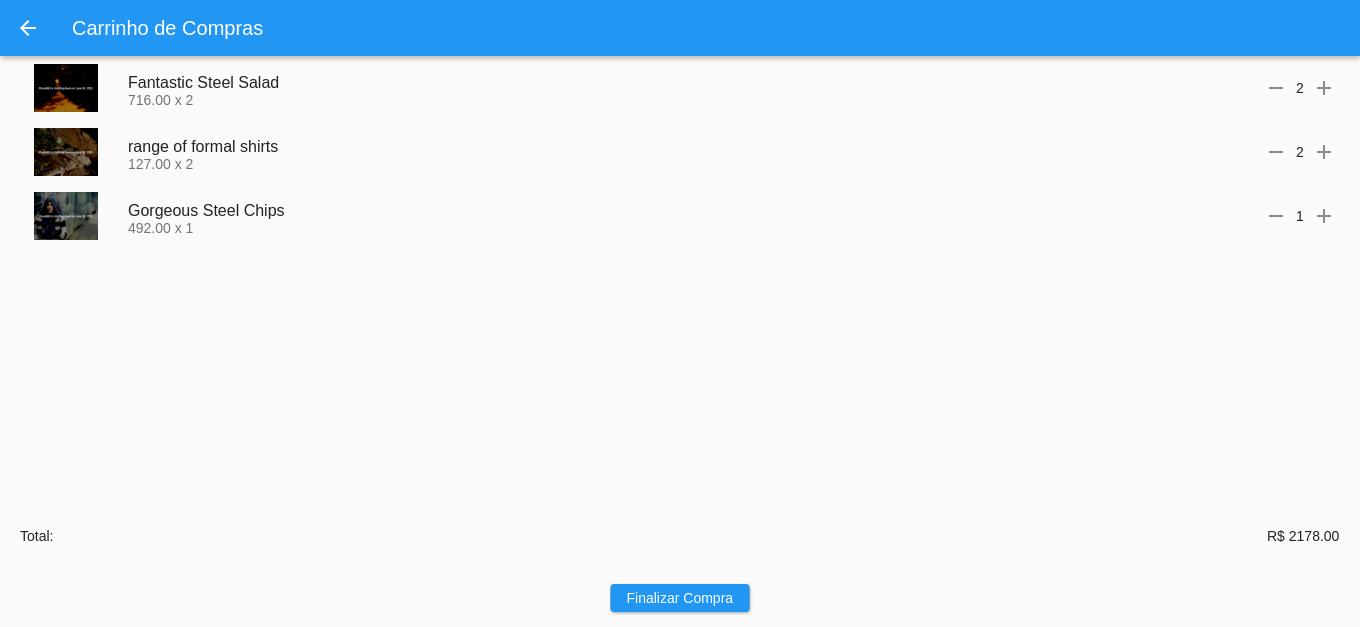 Carrinho de Compras
Fantastic Steel Salad
716.00 x 2
2
range of formal shirts
127.00 x 2
2
Gorgeous Steel Chips
492.00 x 1
1
Total:
R$ 2178.00
Finalizar Compra